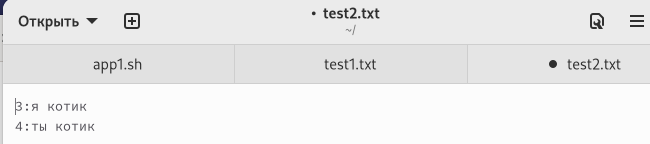 Открыть
• test2.txt
~/
app1.sh
test1.txt
● test2.txt
3:я котик
4:ты котик